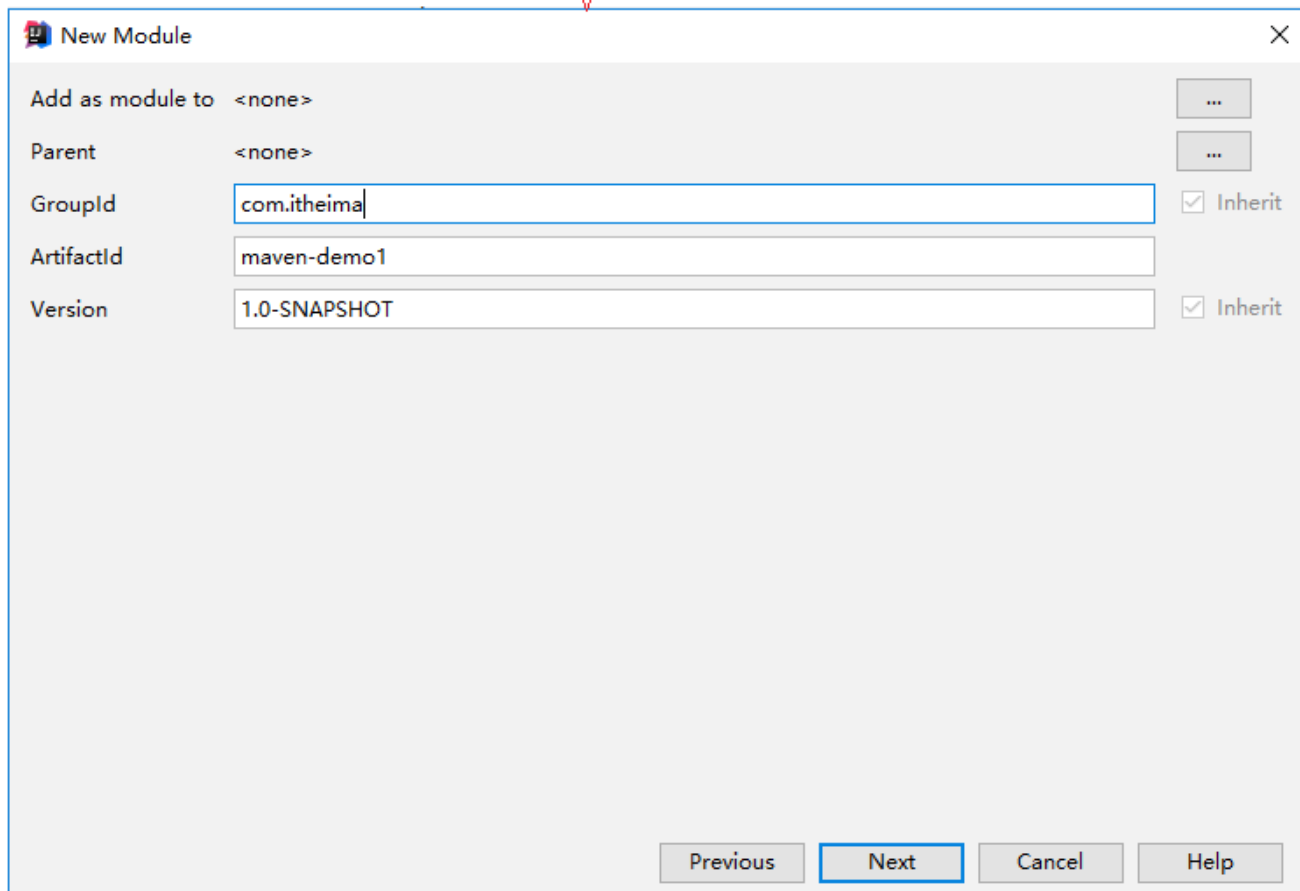 New Module
Add as module to <none> ...
Parent <none> ...
GroupId com.itheima Inherit
ArtifactId maven-demo1
Version 1.0-SNAPSHOT Inherit
Previous Next Cancel Help